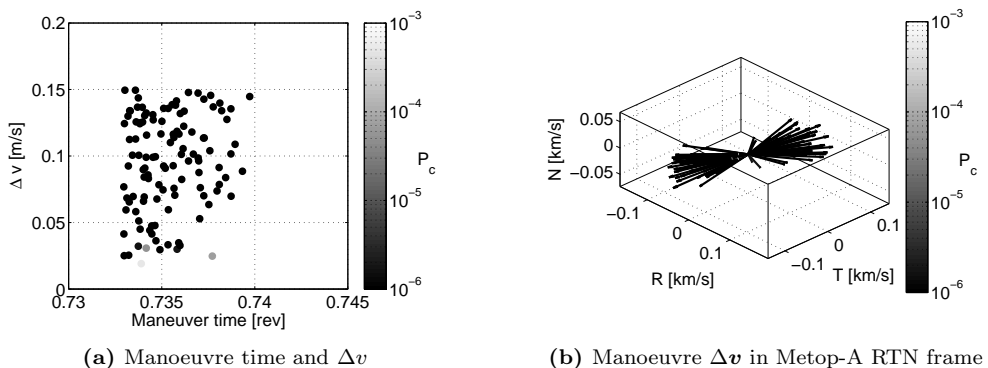 0.2
0.15
0.1
0.05
0
Δ v [m/s]
0.73
0.735
0.74
0.745
Maneuver time [rev]
10⁻³
10⁻⁴
10⁻⁵
10⁻⁶
P_c
(a) Manoeuvre time and Δv
0.05
0
−0.05
N [km/s]
−0.1
0
0.1
R [km/s]
−0.1
0
0.1
T [km/s]
10⁻³
10⁻⁴
10⁻⁵
10⁻⁶
P_c
(b) Manoeuvre Δv in Metop-A RTN frame